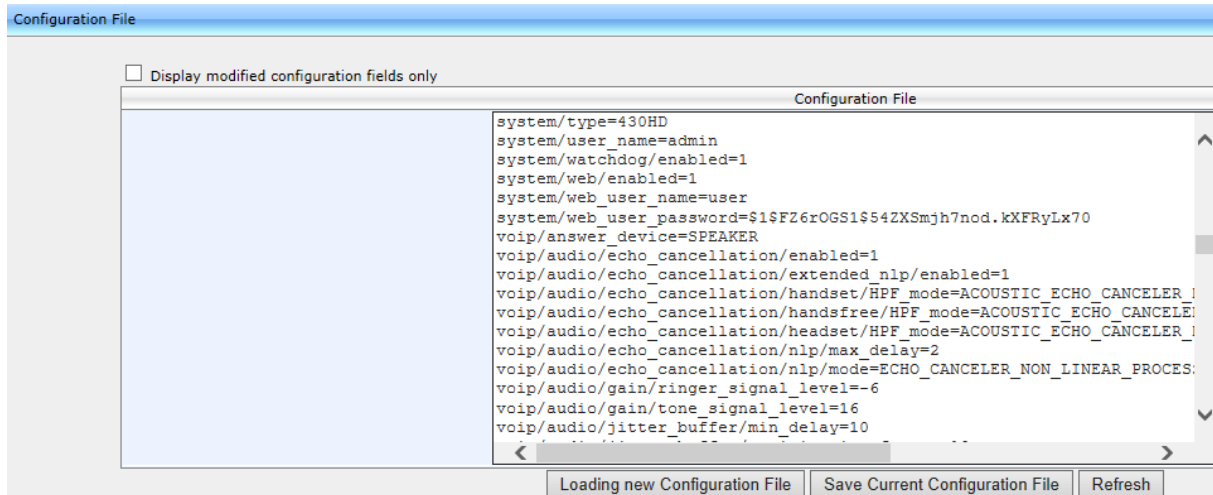 Configuration File
Display modified configuration fields only
Configuration File
system/type=430HD
system/user_name=admin
system/watchdog/enabled=1
system/web/enabled=1
system/web_user_name=user
system/web_user_password=$1$FZ6rOGS1$54ZXSmjh7nod.kXFRyLx70
voip/answer_device=SPEAKER
voip/audio/echo_cancellation/enabled=1
voip/audio/echo_cancellation/extended_nlp/enabled=1
voip/audio/echo_cancellation/handset/HPF_mode=ACOUSTIC_ECHO_CANCELER_
voip/audio/echo_cancellation/handsfree/HPF_mode=ACOUSTIC_ECHO_CANCELE
voip/audio/echo_cancellation/headset/HPF_mode=ACOUSTIC_ECHO_CANCELER_
voip/audio/echo_cancellation/nlp/max_delay=2
voip/audio/echo_cancellation/nlp/mode=ECHO_CANCELER_NON_LINEAR_PROCES
voip/audio/gain/ringer_signal_level=-6
voip/audio/gain/tone_signal_level=16
voip/audio/jitter_buffer/min_delay=10
Loading new Configuration File
Save Current Configuration File
Refresh